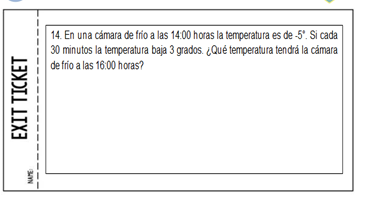 14. En una cámara de frío a las 14:00 horas la temperatura es de -5°. Si cada
30 minutos la temperatura baja 3 grados. ¿Qué temperatura tendrá la cámara
de frío a las 16:00 horas?
EXIT TICKET
NAME: